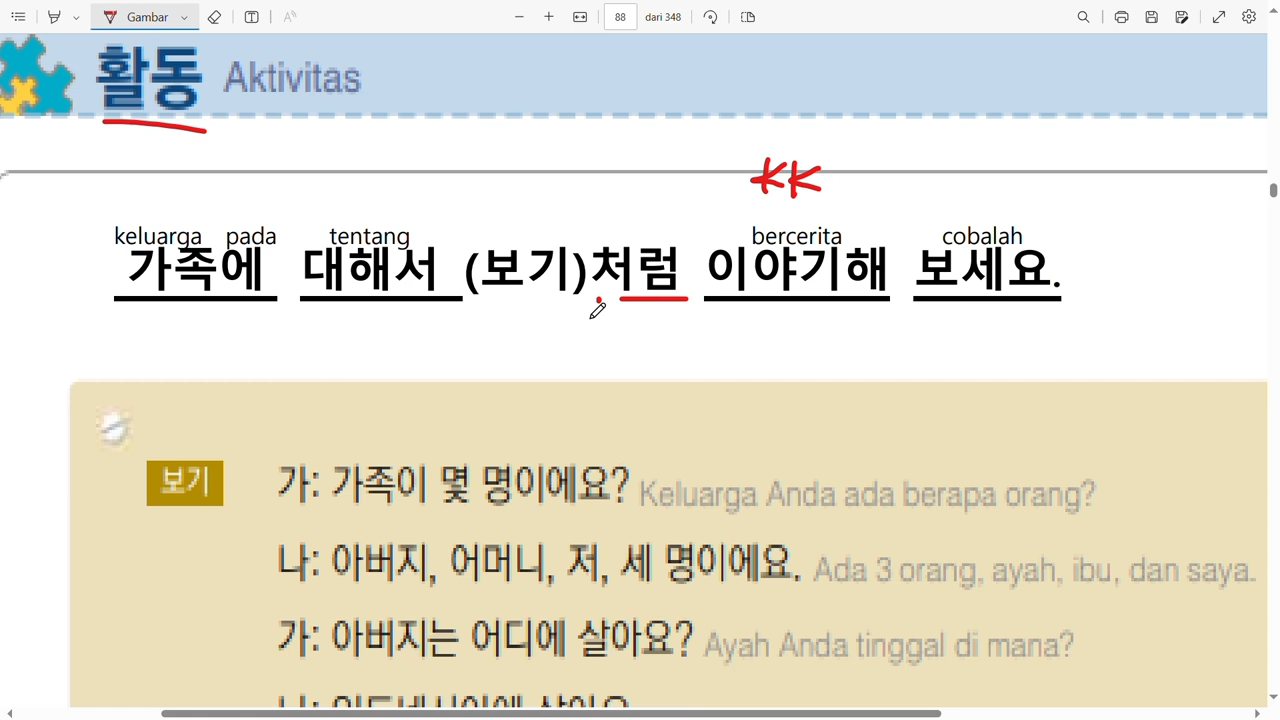 Gambar
88 dari 348
활동 Aktivitas
KK
keluarga pada tentang bercerita cobalah
가족에 대해서 (보기)처럼 이야기해 보세요.
보기 가: 가족이 몇 명이에요? Keluarga Anda ada berapa orang?
나: 아버지, 어머니, 저, 세 명이에요. Ada 3 orang, ayah, ibu, dan saya.
가: 아버지는 어디에 살아요? Ayah Anda tinggal di mana?